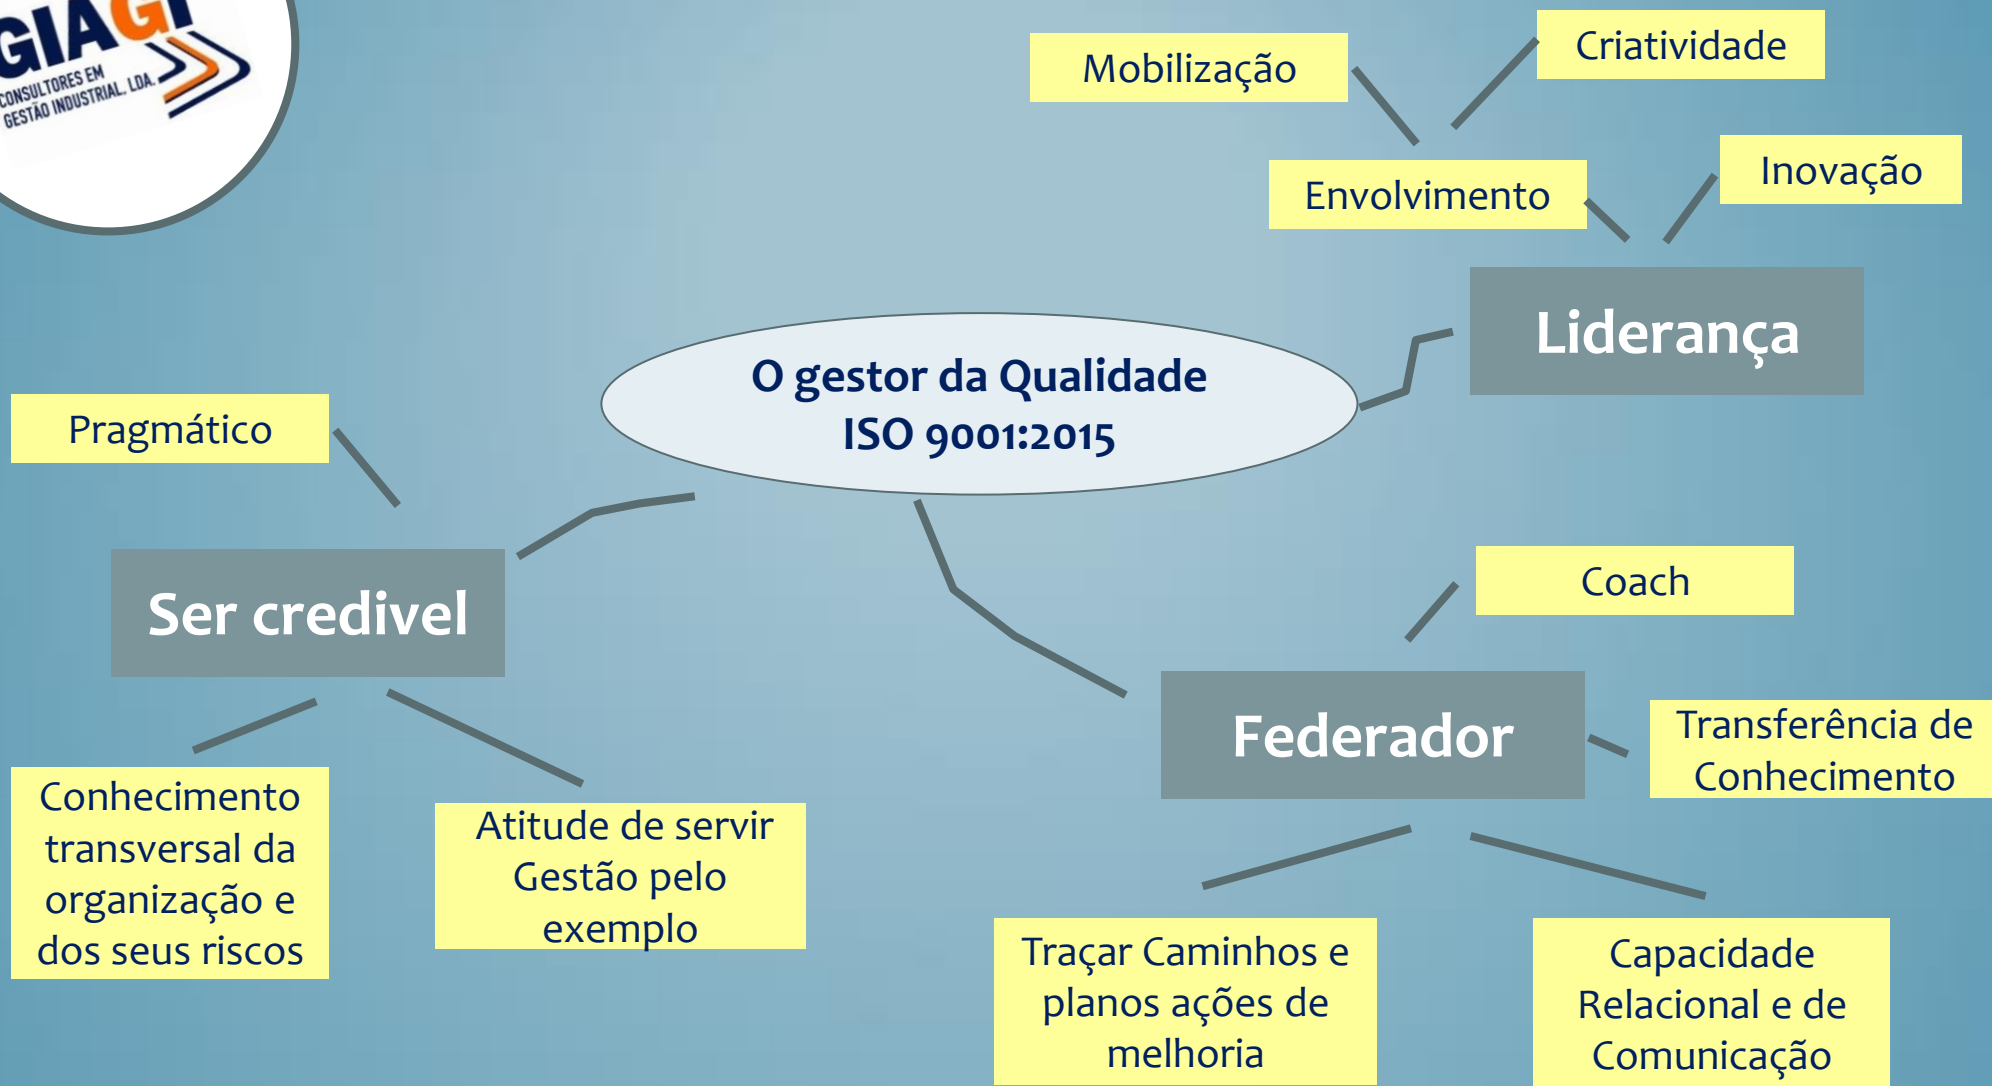 GIAGI
CONSULTORES EM
GESTÃO INDUSTRIAL, LDA.
Mobilização
Criatividade
Envolvimento
Inovação
Liderança
O gestor da Qualidade
ISO 9001:2015
Pragmático
Ser credivel
Coach
Federador
Transferência de
Conhecimento
Conhecimento
transversal da
organização e
dos seus riscos
Atitude de servir
Gestão pelo
exemplo
Traçar Caminhos e
planos ações de
melhoria
Capacidade
Relacional e de
Comunicação